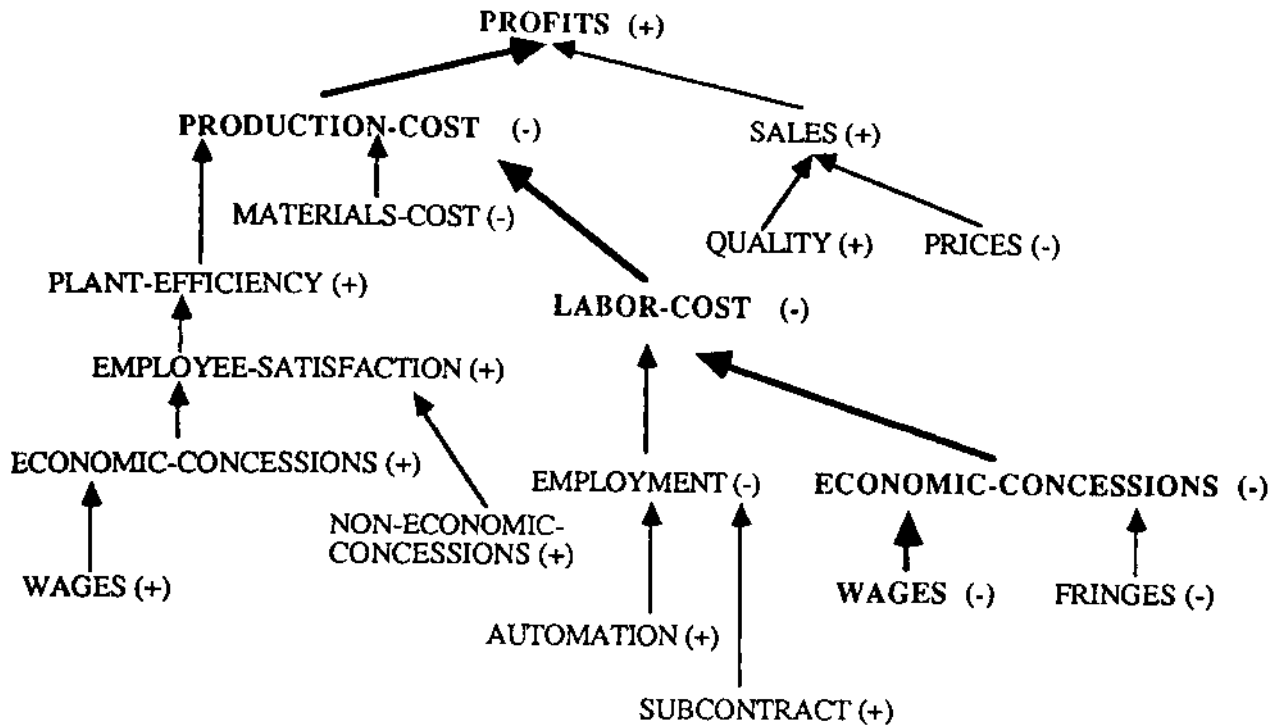 PROFITS (+)
PRODUCTION-COST (-)
SALES (+)
MATERIALS-COST (-)
QUALITY (+)
PRICES (-)
PLANT-EFFICIENCY (+)
LABOR-COST (-)
EMPLOYEE-SATISFACTION (+)
ECONOMIC-CONCESSIONS (+)
EMPLOYMENT (-)
ECONOMIC-CONCESSIONS (-)
NON-ECONOMIC-
CONCESSIONS (+)
WAGES (+)
WAGES (-)
FRINGES (-)
AUTOMATION (+)
SUBCONTRACT (+)